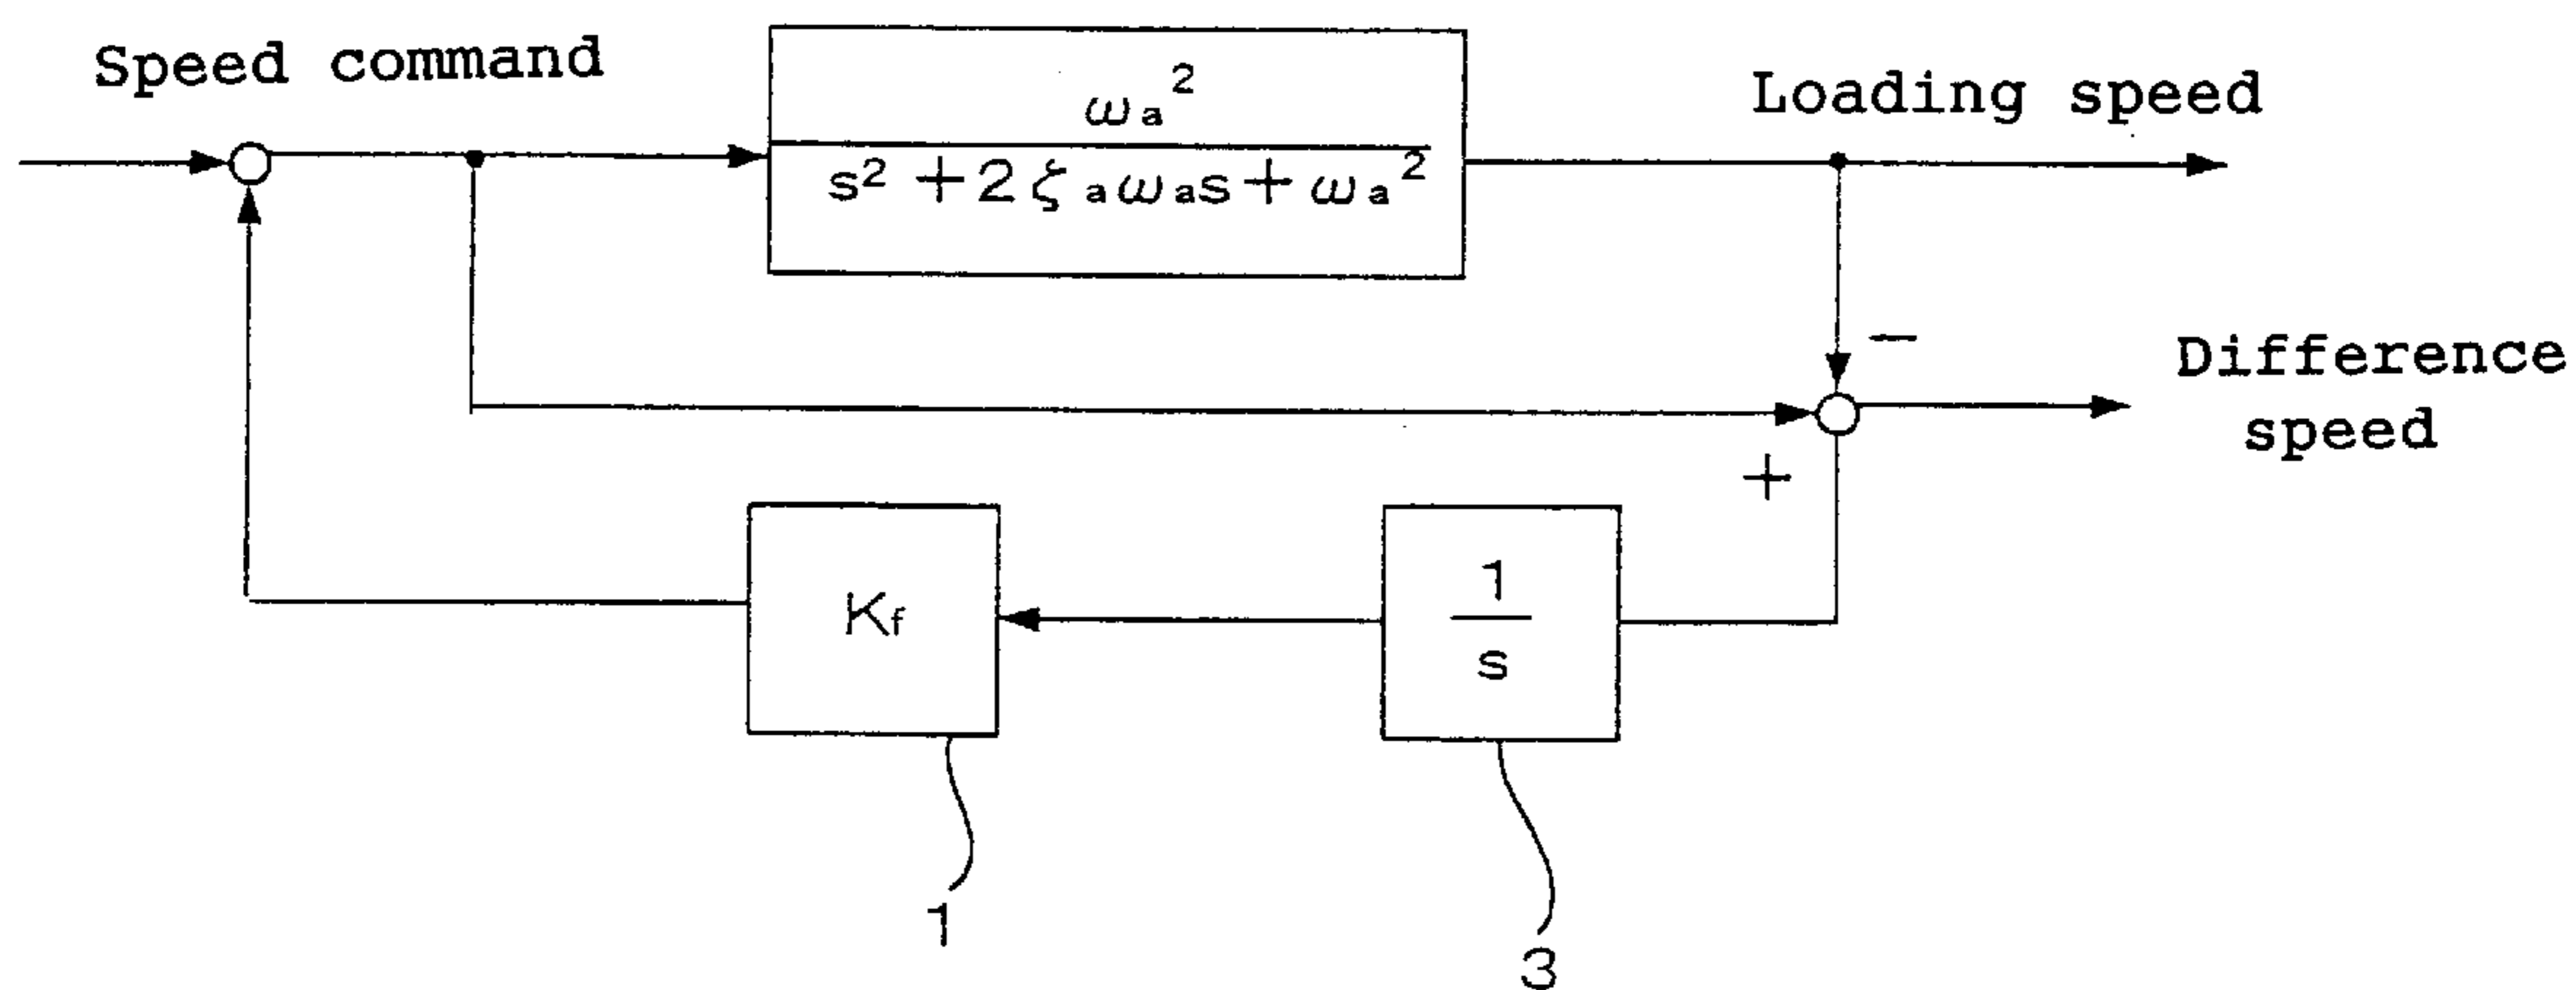 Speed command
ωa²
s² + 2ζaωas + ωa²
Loading speed
−
Difference
speed
+
Kf
1
s
1
3